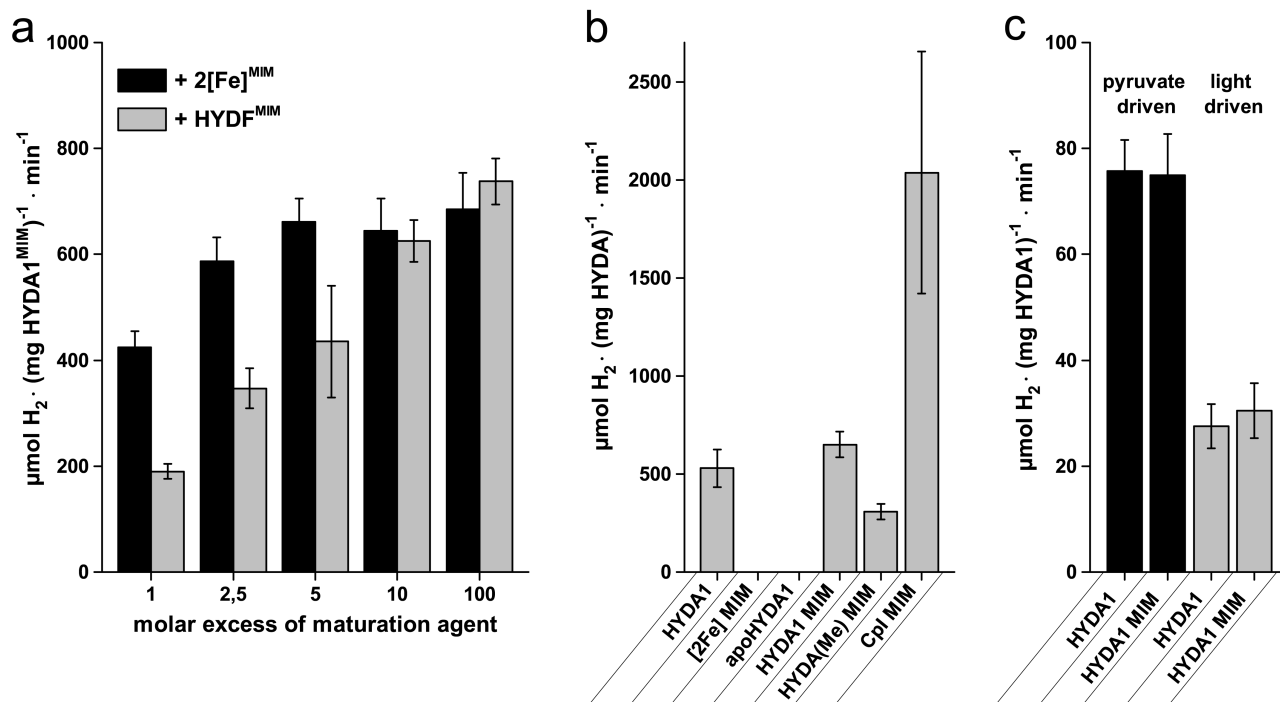 a
µmol H2 · (mg HYDA1MIM)-1 · min-1
1000
800
600
400
200
0
+ 2[Fe]MIM
+ HYDFMIM
1 2,5 5 10 100
molar excess of maturation agent
b
µmol H2 · (mg HYDA)-1 · min-1
2500
2000
1500
1000
500
0
HYDA1
[2Fe] MIM
apoHYDA1
HYDA1 MIM
HYDA(Me) MIM
CpI MIM
c
µmol H2 · (mg HYDA1)-1 · min-1
100
80
60
40
20
0
pyruvate
driven
light
driven
HYDA1
HYDA1 MIM
HYDA1
HYDA1 MIM